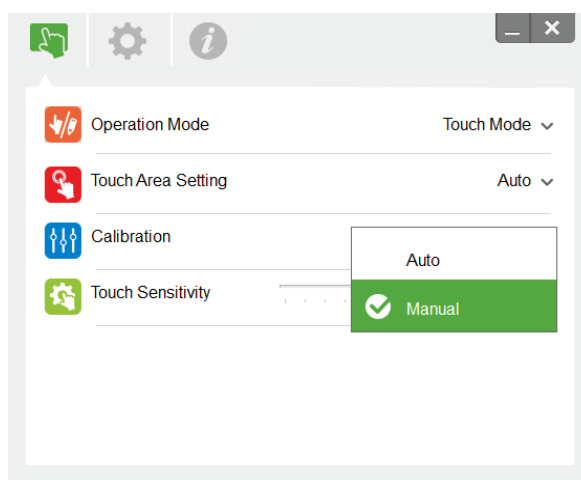 Operation Mode Touch Mode
Touch Area Setting Auto
Calibration
Auto
Touch Sensitivity
Manual